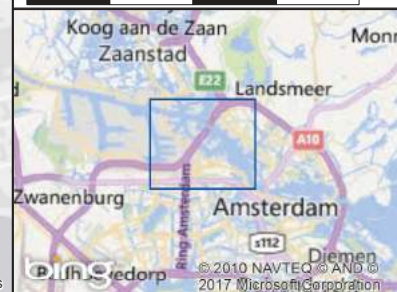 Koog aan de Zaan
Zaanstad
E22
Landsmeer
A10
Zwanenburg
Ring Amsterdam
Amsterdam
s112
Diemen
P
bing
© 2010 NAVTEQ © AND ©
2017 Microsoft Corporation
s